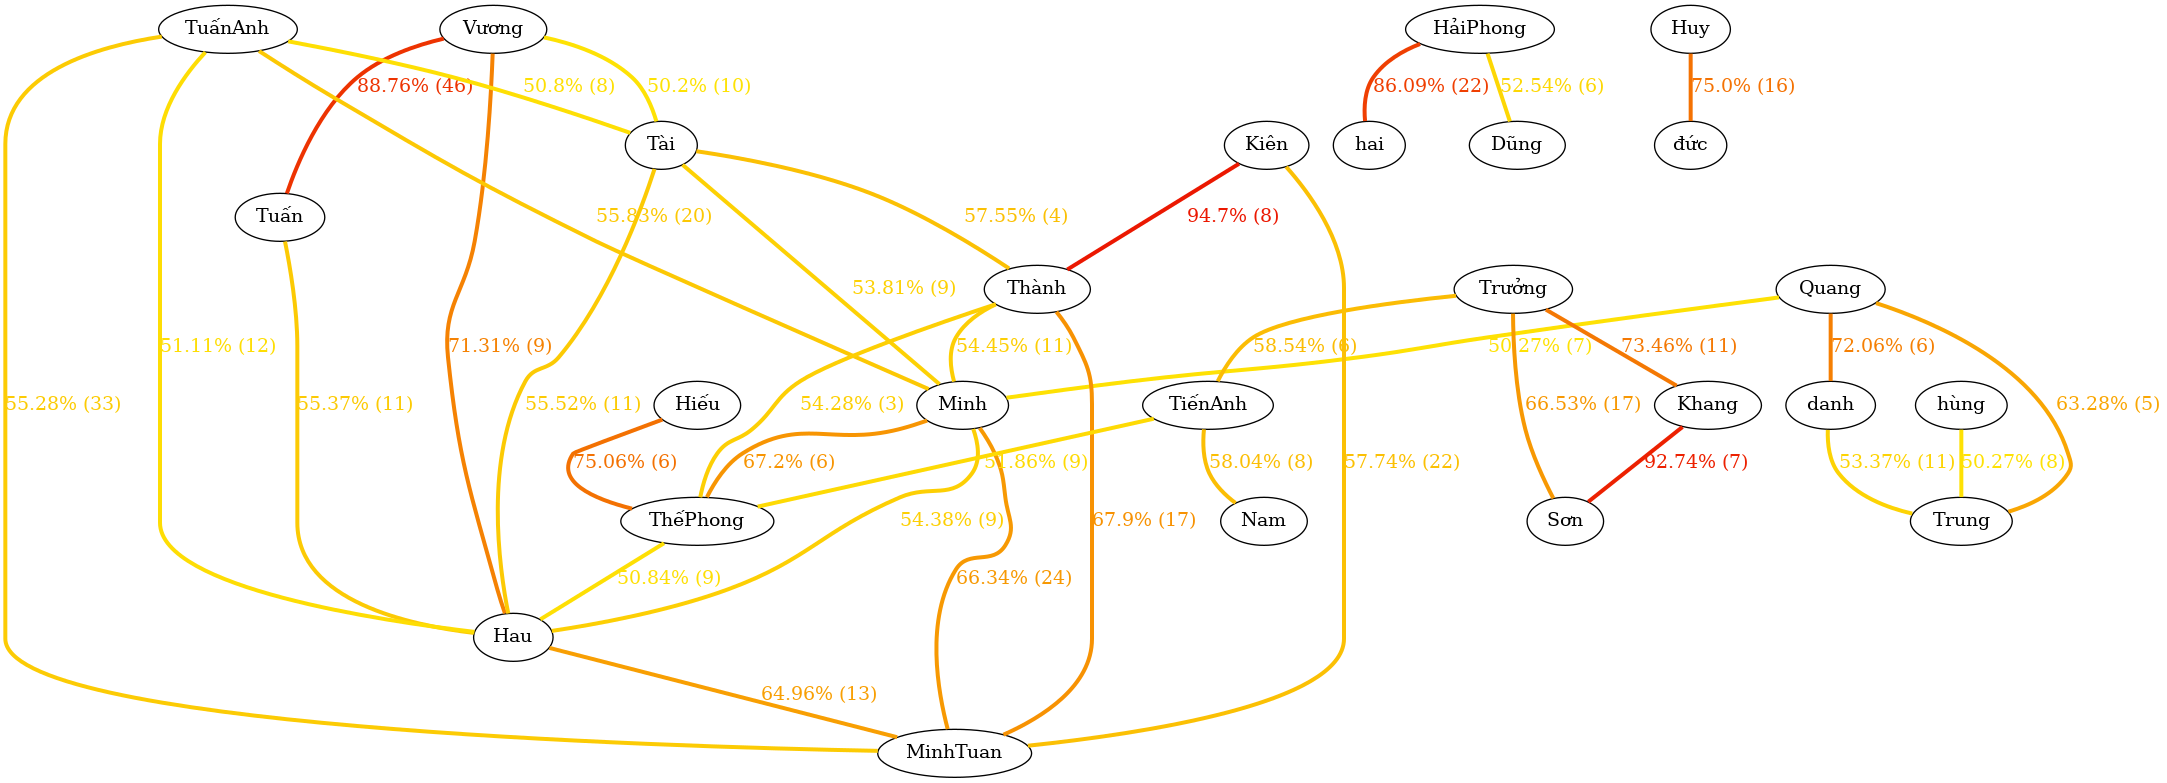 TuấnAnh
Vương
HảiPhong
Huy
88.76% (46)
50.8% (8)
50.2% (10)
86.09% (22)
52.54% (6)
75.0% (16)
Tài
Kiên
hai
Dũng
đức
Tuấn
55.83% (20)
57.55% (4)
94.7% (8)
Thành
Trưởng
Quang
53.81% (9)
51.11% (12)
71.31% (9)
54.45% (11)
58.54% (6)
50.27% (7)
73.46% (11)
72.06% (6)
55.28% (33)
55.37% (11)
55.52% (11)
Hiếu
54.28% (3)
Minh
TiếnAnh
66.53% (17)
Khang
danh
hùng
63.28% (5)
75.06% (6)
67.2% (6)
51.86% (9)
58.04% (8)
57.74% (22)
92.74% (7)
53.37% (11)
50.27% (8)
ThếPhong
54.38% (9)
67.9% (17)
Nam
Sơn
Trung
50.84% (9)
66.34% (24)
Hau
64.96% (13)
MinhTuan